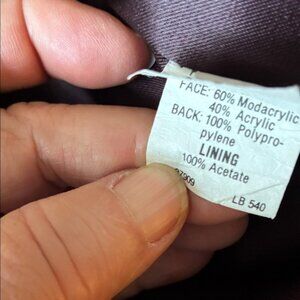 FACE: 60% Modacrylic
40% Acrylic
BACK: 100% Polypro-
pylene
LINING
100% Acetate
LB 540